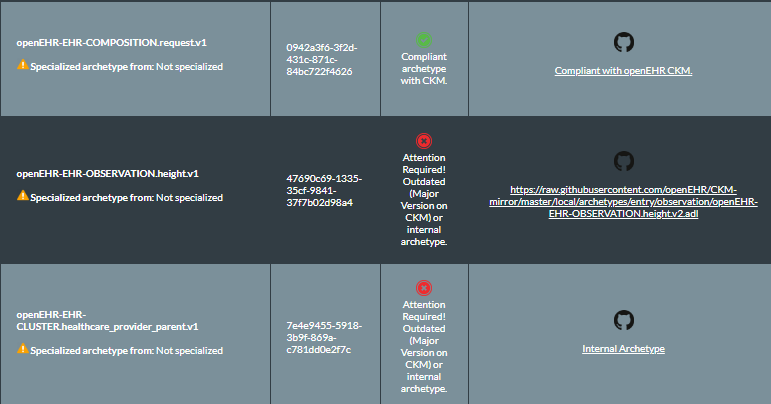 openEHR-EHR-COMPOSITION.request.v1
Specialized archetype from: Not specialized
0942a3f6-3f2d-
431c-871c-
84bc722f4626
Compliant
archetype
with CKM.
Compliant with openEHR CKM.
openEHR-EHR-OBSERVATION.height.v1
Specialized archetype from: Not specialized
47690c69-1335-
35cf-9841-
37f7b02d98a4
Attention
Required!
Outdated
(Major
Version on
CKM) or
internal
archetype.
https://raw.githubusercontent.com/openEHR/CKM-
mirror/master/local/archetypes/entry/observation/openEHR-
EHR-OBSERVATION.height.v2.adl
openEHR-EHR-
CLUSTER.healthcare_provider_parent.v1
Specialized archetype from: Not specialized
7e4e9455-5918-
3b9f-869a-
c781dd0e2f7c
Attention
Required!
Outdated
(Major
Version on
CKM) or
internal
archetype.
Internal Archetype